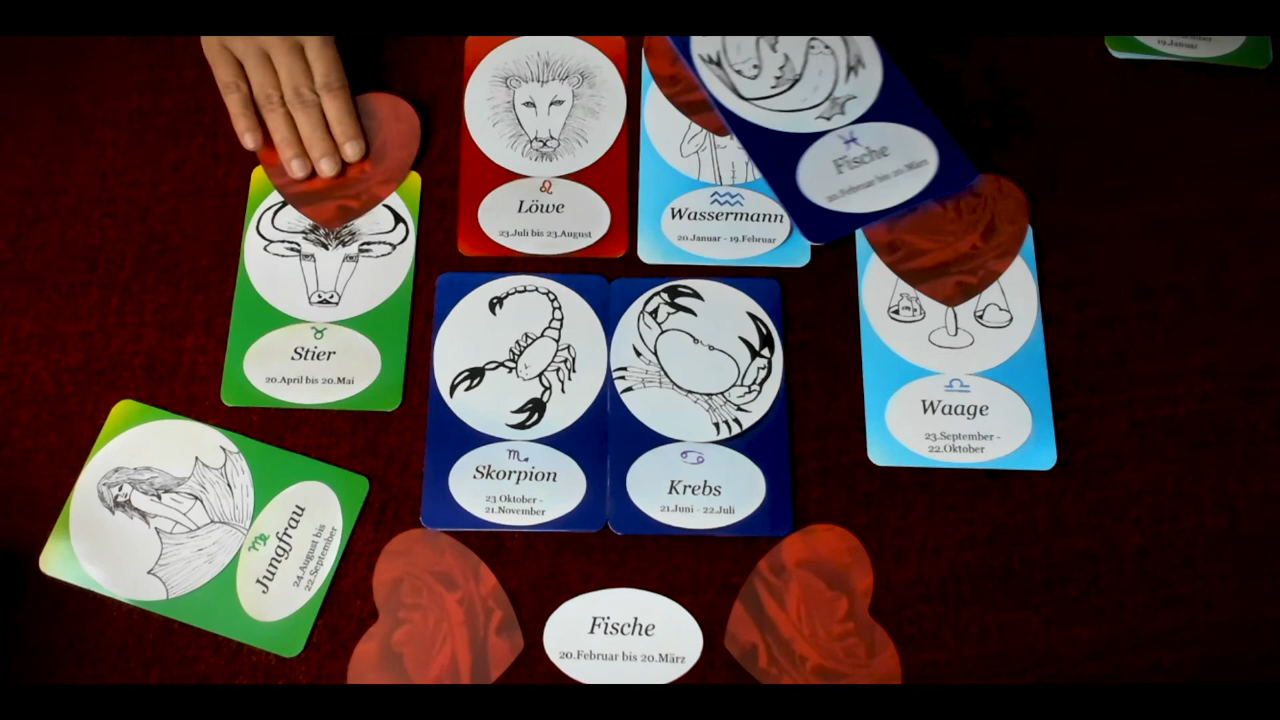 19.Januar
Löwe
23.Juli bis 23.August
Wassermann
20.Januar - 19.Februar
Fische
20.Februar bis 20.März
Stier
20.April bis 20.Mai
Skorpion
23.Oktober -
21.November
Krebs
21.Juni - 22.Juli
Waage
23.September -
22.Oktober
Jungfrau
24.August bis
22.September
Fische
20.Februar bis 20.März